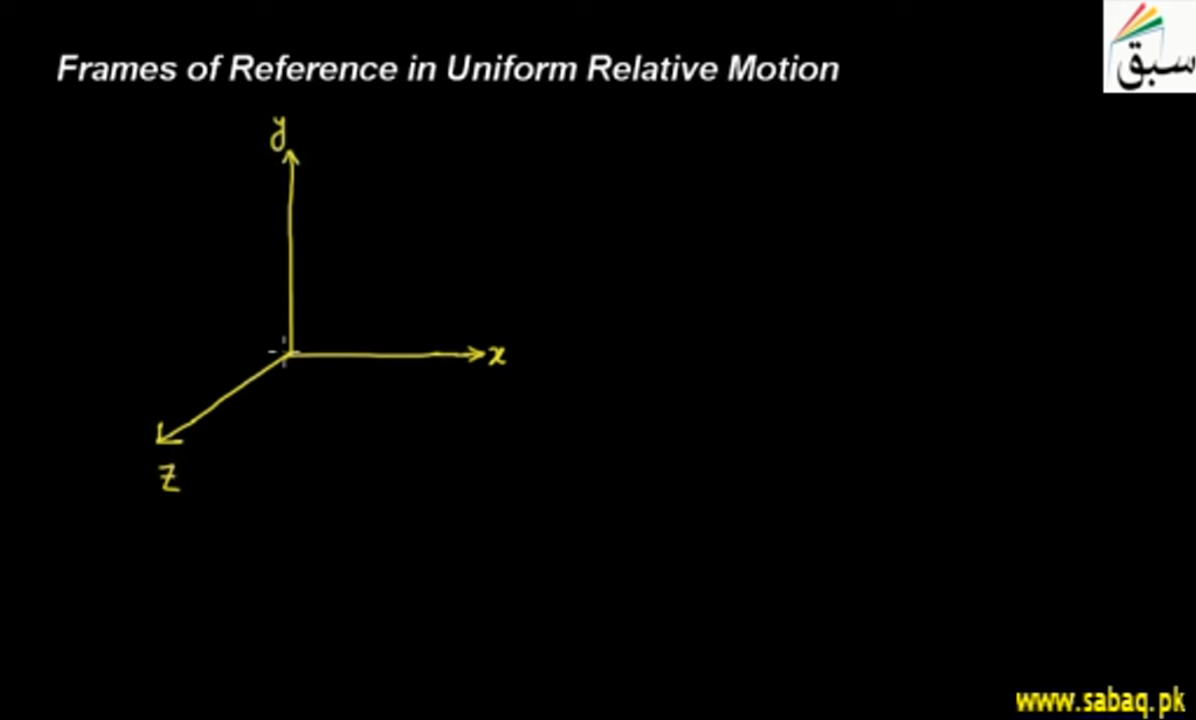 سبق
Frames of Reference in Uniform Relative Motion
y
x
z
www.sabaq.pk